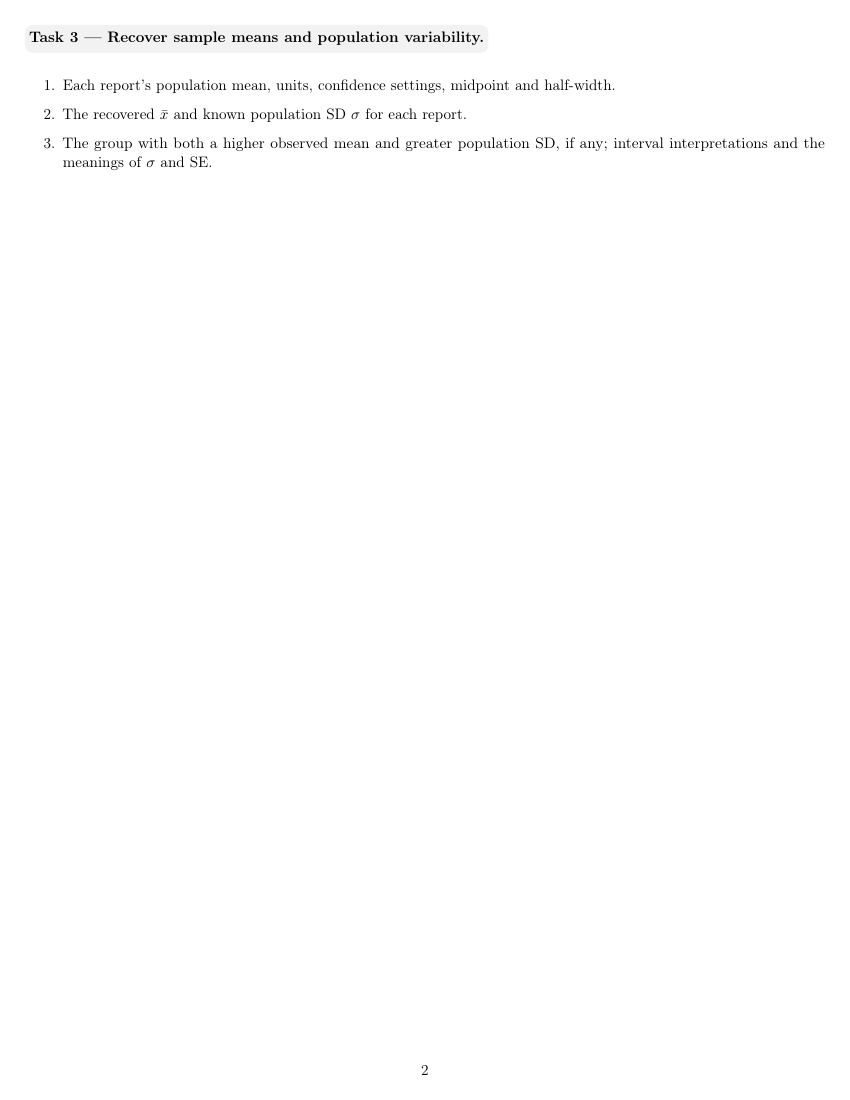 Task 3 — Recover sample means and population variability.
1. Each report's population mean, units, confidence settings, midpoint and half-width.
2. The recovered x̄ and known population SD σ for each report.
3. The group with both a higher observed mean and greater population SD, if any; interval interpretations and the
meanings of σ and SE.
2